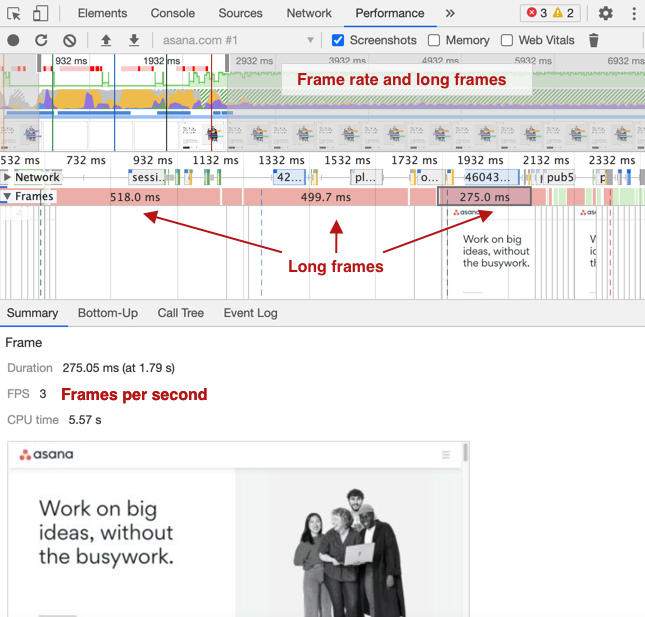 Elements Console Sources Network Performance 3 2
asana.com #1 Screenshots Memory Web Vitals
932 ms 1932 ms 2932 ms 3932 ms 4932 ms 5932 ms 6932 ms
Frame rate and long frames
532 ms 732 ms 932 ms 1132 ms 1332 ms 1532 ms 1732 ms 1932 ms 2132 ms 2332 ms
Network sessi... 42... pl... o... 46043... pub5
Frames 518.0 ms 499.7 ms 275.0 ms
asana
Work on big
ideas, without
the busywork.
Long frames
Summary Bottom-Up Call Tree Event Log
Frame
Duration 275.05 ms (at 1.79 s)
FPS 3 Frames per second
CPU time 5.57 s
asana
Work on big
ideas, without
the busywork.